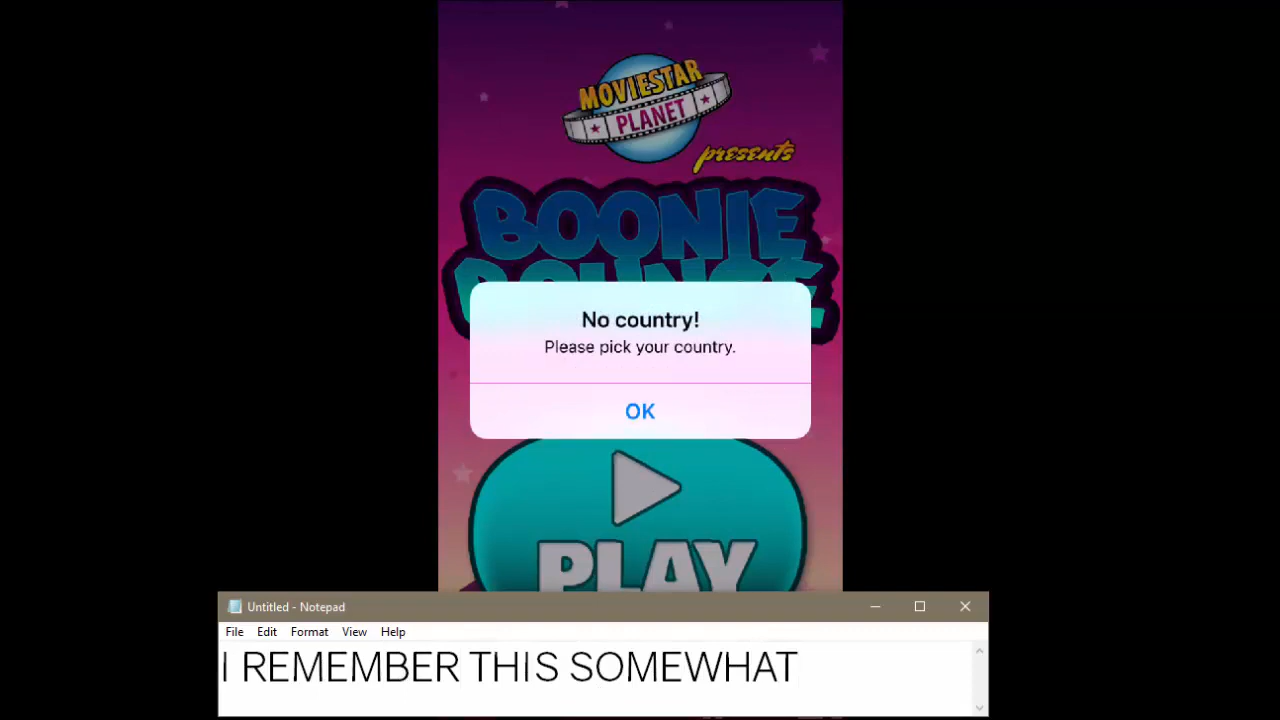 MOVIESTAR
PLANET
presents
BOONIE
BOUNCE
No country!
Please pick your country.
OK
PLAY
Untitled - Notepad
File Edit Format View Help
I REMEMBER THIS SOMEWHAT